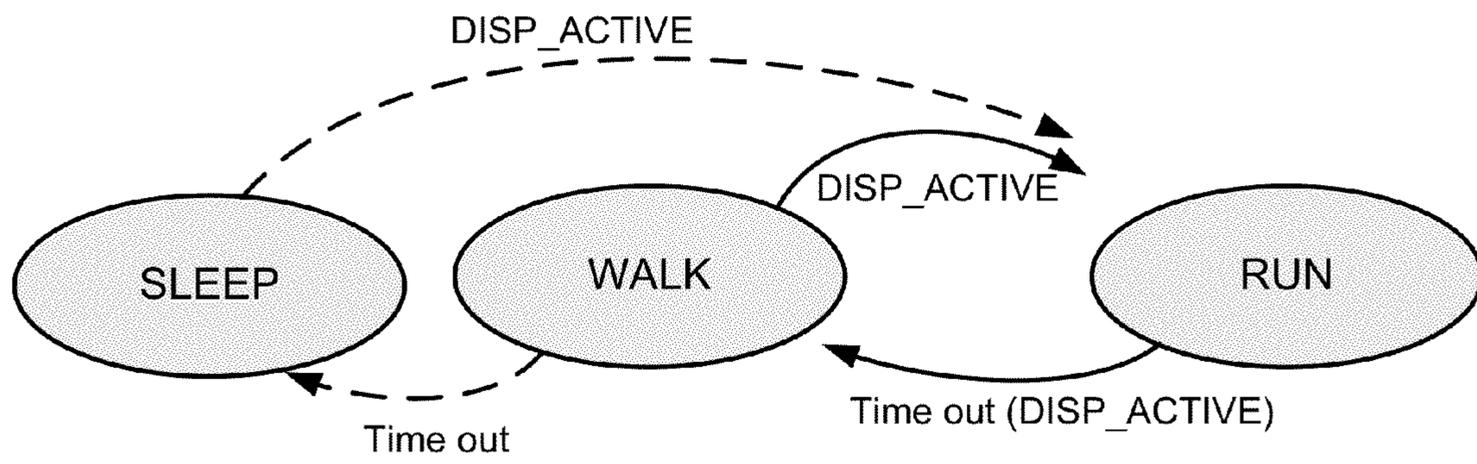 DISP_ACTIVE
DISP_ACTIVE
SLEEP
WALK
RUN
Time out (DISP_ACTIVE)
Time out